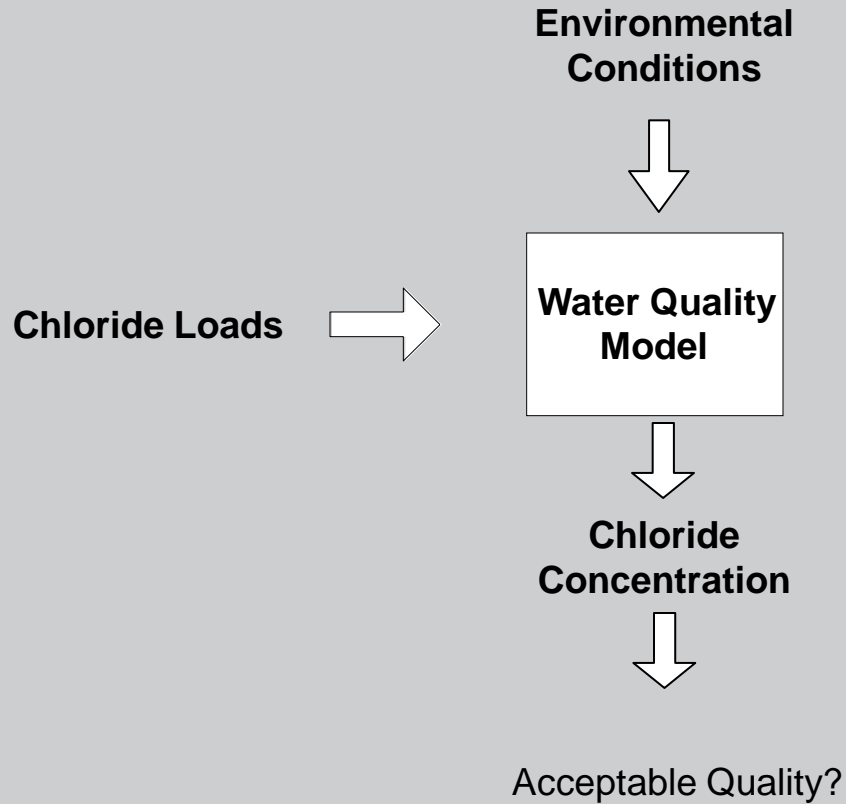 Environmental
Conditions
Chloride Loads
Water Quality
Model
Chloride
Concentration
Acceptable Quality?